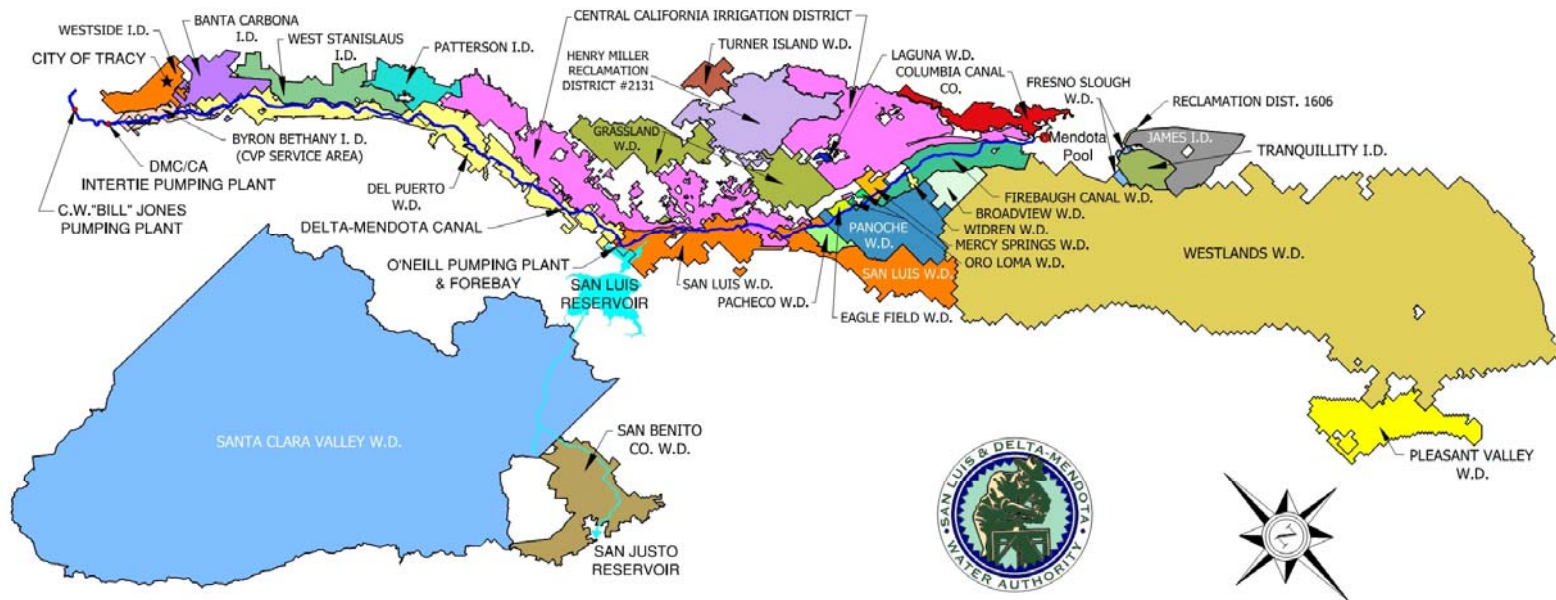 CENTRAL CALIFORNIA IRRIGATION DISTRICT
BANTA CARBONA
I.D.
WESTSIDE I.D.
WEST STANISLAUS
I.D.
PATTERSON I.D.
TURNER ISLAND W.D.
CITY OF TRACY
HENRY MILLER
RECLAMATION
DISTRICT #2131
LAGUNA W.D.
COLUMBIA CANAL
CO.
FRESNO SLOUGH
W.D.
RECLAMATION DIST. 1606
BYRON BETHANY I. D.
(CVP SERVICE AREA)
GRASSLAND
W.D.
Mendota
Pool
JAMES I.D.
TRANQUILLITY I.D.
DMC/CA
INTERTIE PUMPING PLANT
DEL PUERTO
W.D.
FIREBAUGH CANAL W.D.
C.W."BILL" JONES
PUMPING PLANT
DELTA-MENDOTA CANAL
BROADVIEW W.D.
WIDREN W.D.
PANOCHE
W.D.
MERCY SPRINGS W.D.
ORO LOMA W.D.
WESTLANDS W.D.
O'NEILL PUMPING PLANT
& FOREBAY
SAN LUIS
RESERVOIR
SAN LUIS W.D.
SAN LUIS W.D.
PACHECO W.D.
EAGLE FIELD W.D.
SANTA CLARA VALLEY W.D.
SAN BENITO
CO. W.D.
PLEASANT VALLEY
W.D.
SAN JUSTO
RESERVOIR
SAN LUIS & DELTA-MENDOTA
WATER AUTHORITY
N